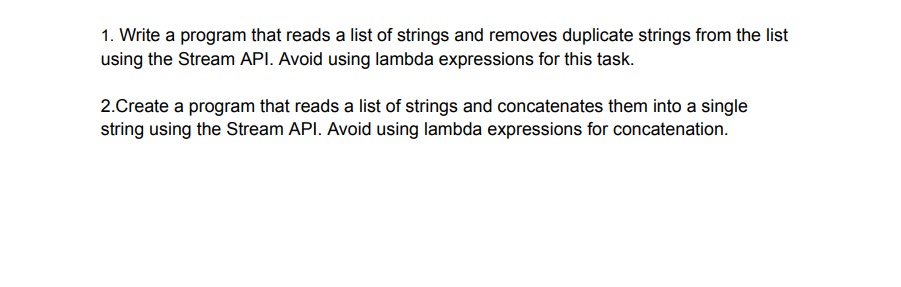 1. Write a program that reads a list of strings and removes duplicate strings from the list
using the Stream API. Avoid using lambda expressions for this task.
2.Create a program that reads a list of strings and concatenates them into a single
string using the Stream API. Avoid using lambda expressions for concatenation.